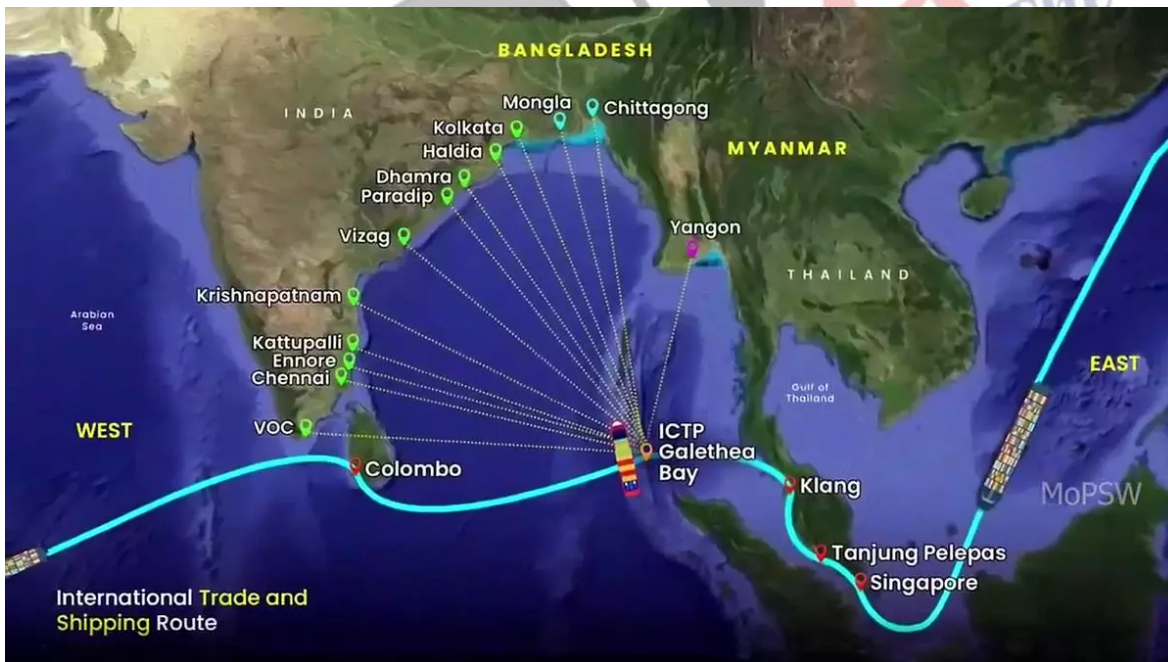 BANGLADESH
Mongla
Chittagong
INDIA
Kolkata
Haldia
MYANMAR
Dhamra
Paradip
Yangon
Vizag
THAILAND
Krishnapatnam
Arabian
Sea
Kattupalli
Ennore
Chennai
EAST
Gulf of
Thailand
WEST
VOC
ICTP
Galethea
Bay
Colombo
Klang
MoPSW
Tanjung Pelepas
Singapore
International Trade and
Shipping Route